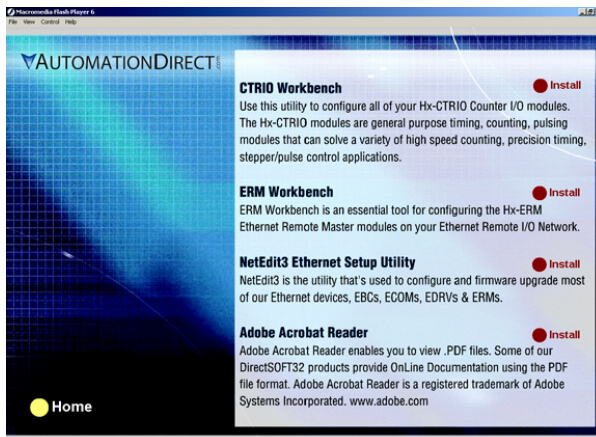 Macromedia Flash Player 6
File View Control Help
AUTOMATIONDIRECT.com
CTRIO Workbench
Install
Use this utility to configure all of your Hx-CTRIO Counter I/O modules.
The Hx-CTRIO modules are general purpose timing, counting, pulsing
modules that can solve a variety of high speed counting, precision timing,
stepper/pulse control applications.
ERM Workbench
Install
ERM Workbench is an essential tool for configuring the Hx-ERM
Ethernet Remote Master modules on your Ethernet Remote I/O Network.
NetEdit3 Ethernet Setup Utility
Install
NetEdit3 is the utility that's used to configure and firmware upgrade most
of our Ethernet devices, EBCs, ECOMs, EDRVs & ERMs.
Adobe Acrobat Reader
Install
Adobe Acrobat Reader enables you to view .PDF files. Some of our
DirectSOFT32 products provide OnLine Documentation using the PDF
file format. Adobe Acrobat Reader is a registered trademark of Adobe
Systems Incorporated. www.adobe.com
Home